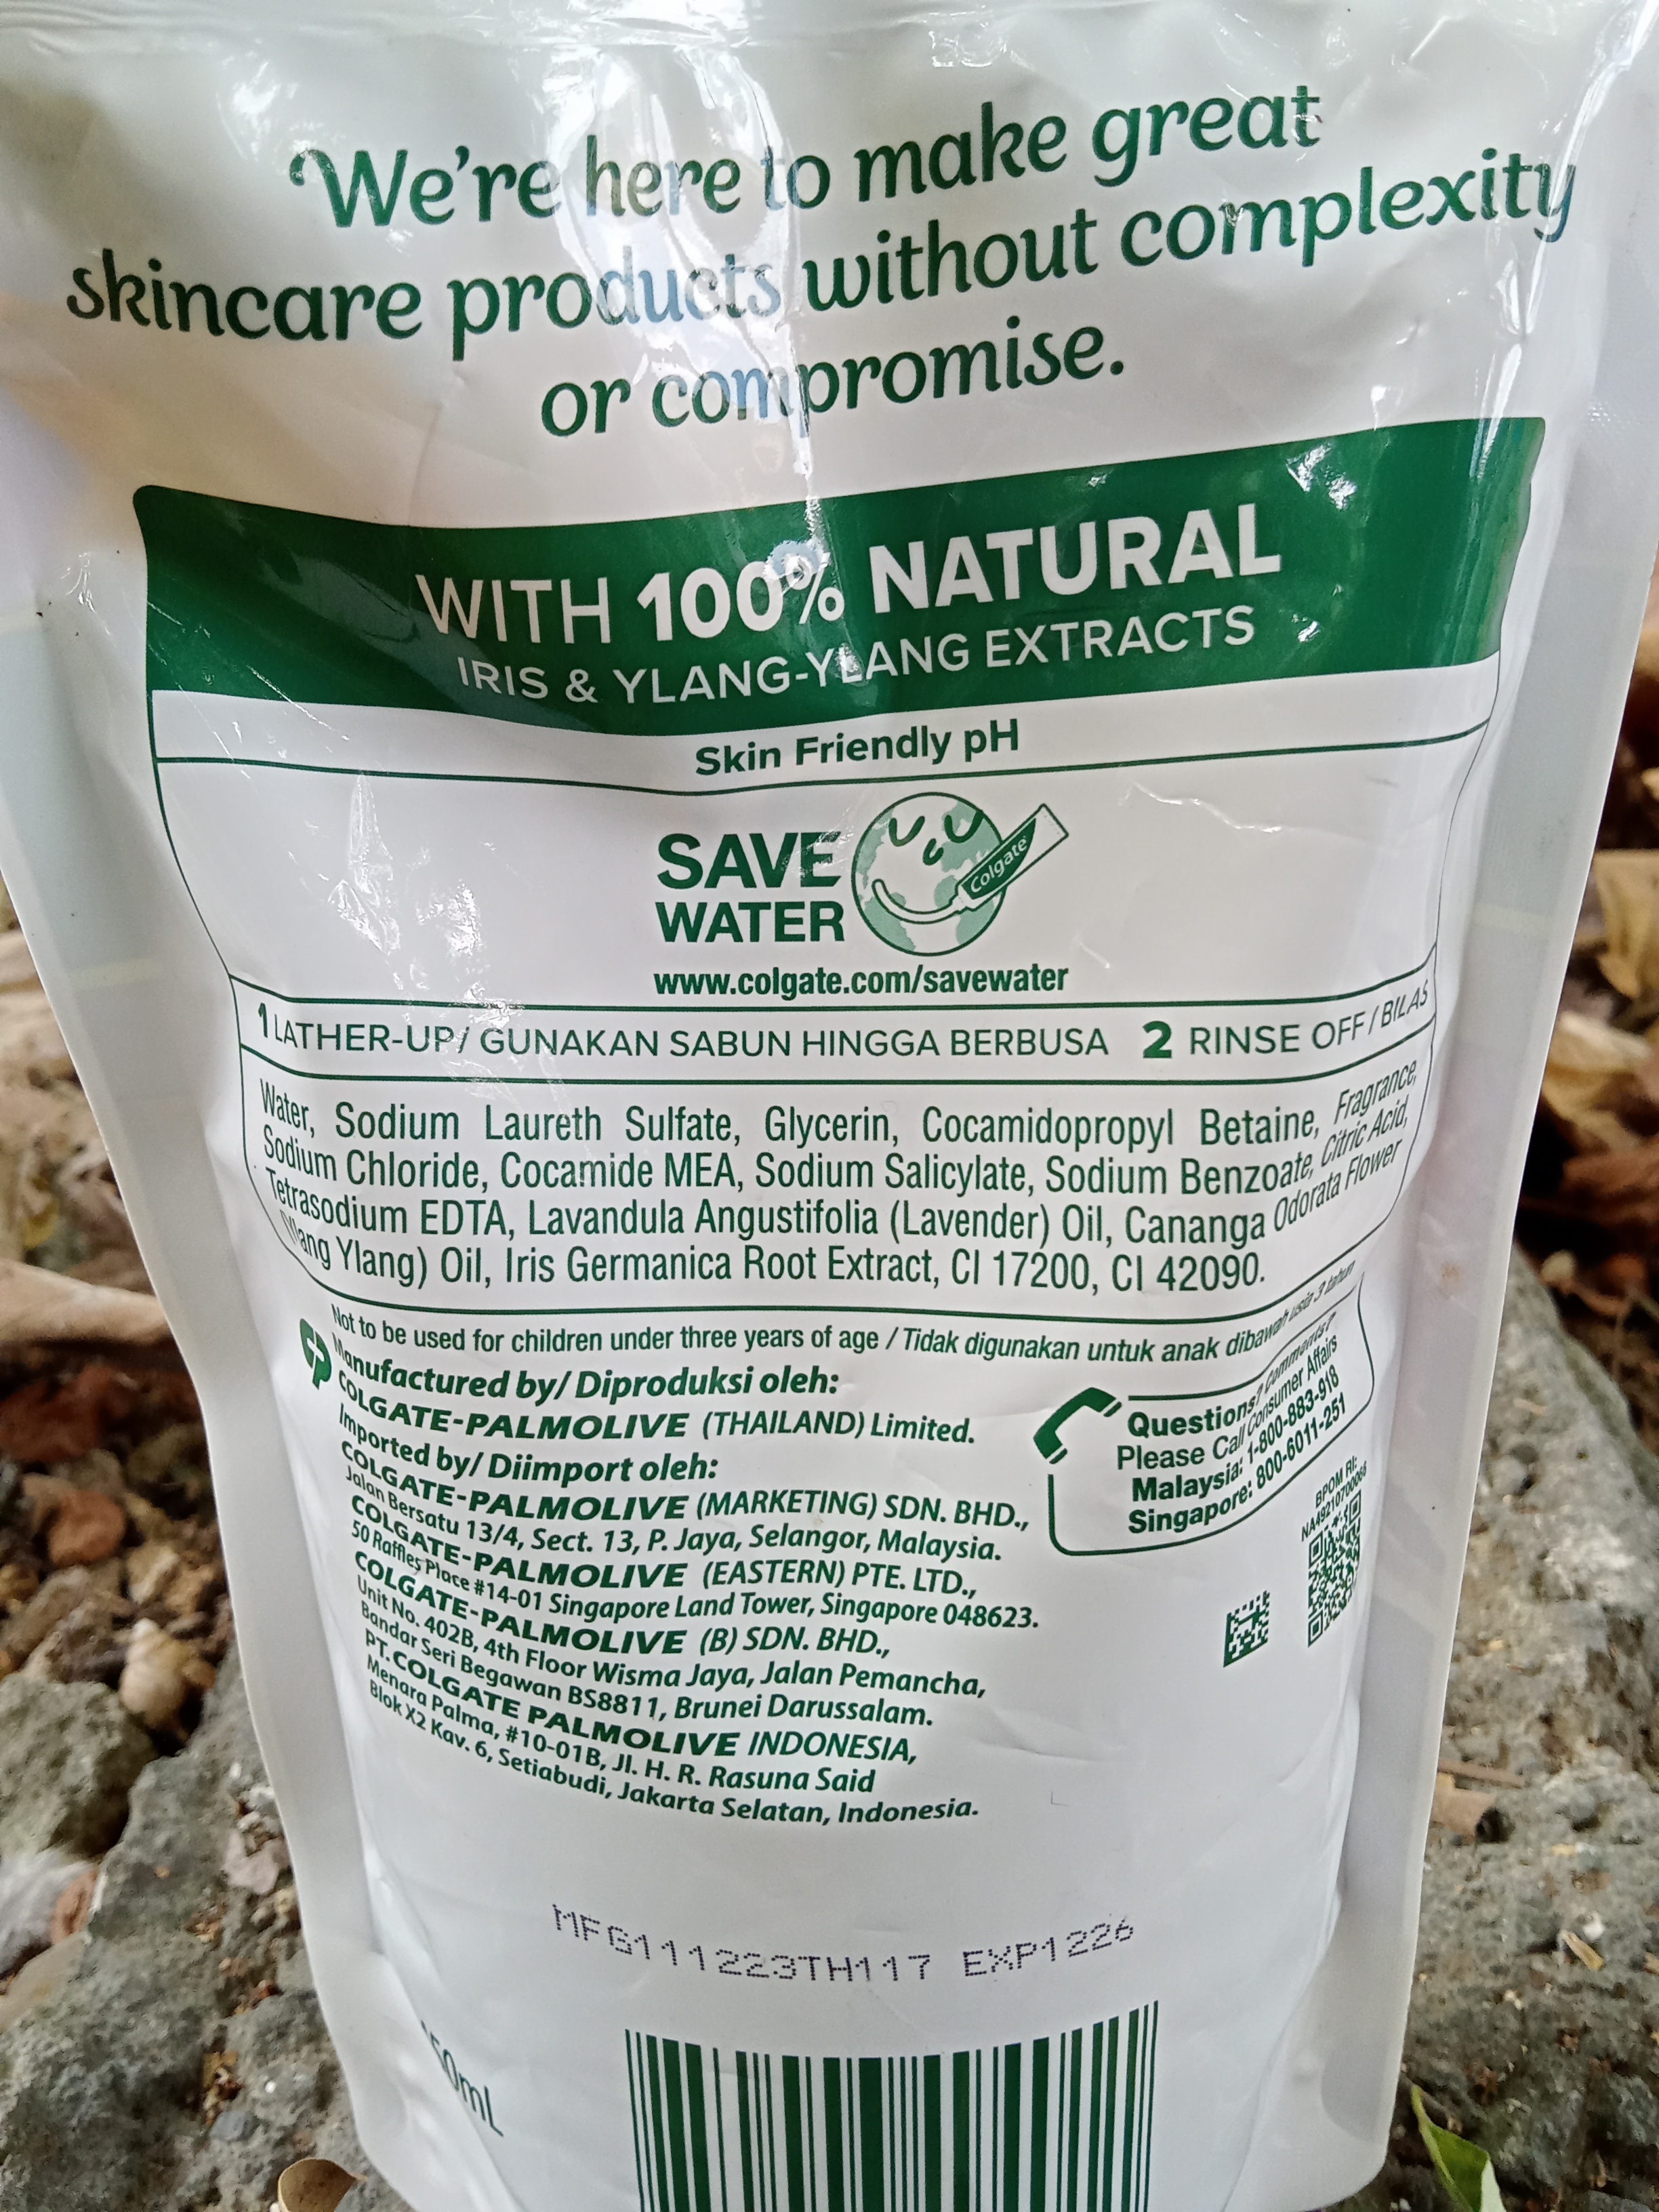 We're here to make great
skincare products without complexity
or compromise.
WITH 100% NATURAL
IRIS & YLANG-YLANG EXTRACTS
Skin Friendly pH
SAVE
WATER
Colgate
www.colgate.com/savewater
1 LATHER-UP/ GUNAKAN SABUN HINGGA BERBUSA 2 RINSE OFF / BILAS
Water, Sodium Laureth Sulfate, Glycerin, Cocamidopropyl Betaine, Fragrance,
Sodium Chloride, Cocamide MEA, Sodium Salicylate, Sodium Benzoate, Citric Acid,
Tetrasodium EDTA, Lavandula Angustifolia (Lavender) Oil, Cananga Odorata Flower
(Ylang Ylang) Oil, Iris Germanica Root Extract, CI 17200, CI 42090.
Not to be used for children under three years of age / Tidak digunakan untuk anak dibawah usia 3 tahun
Manufactured by/ Diproduksi oleh:
COLGATE-PALMOLIVE (THAILAND) Limited.
Imported by/ Diimport oleh:
COLGATE-PALMOLIVE (MARKETING) SDN. BHD.,
Jalan Bersatu 13/4, Sect. 13, P. Jaya, Selangor, Malaysia.
COLGATE-PALMOLIVE (EASTERN) PTE. LTD.,
50 Raffles Place #14-01 Singapore Land Tower, Singapore 048623.
COLGATE-PALMOLIVE (B) SDN. BHD.,
Unit No. 402B, 4th Floor Wisma Jaya, Jalan Pemancha,
Bandar Seri Begawan BS8811, Brunei Darussalam.
PT. COLGATE PALMOLIVE INDONESIA,
Menara Palma, #10-01B, Jl. H. R. Rasuna Said
Blok X2 Kav. 6, Setiabudi, Jakarta Selatan, Indonesia.
Questions? Comments?
Please Call Consumer Affairs
Malaysia: 1-800-883-918
Singapore: 800-6011-251
BPOM RI:
MFG111223TH117 EXP1226